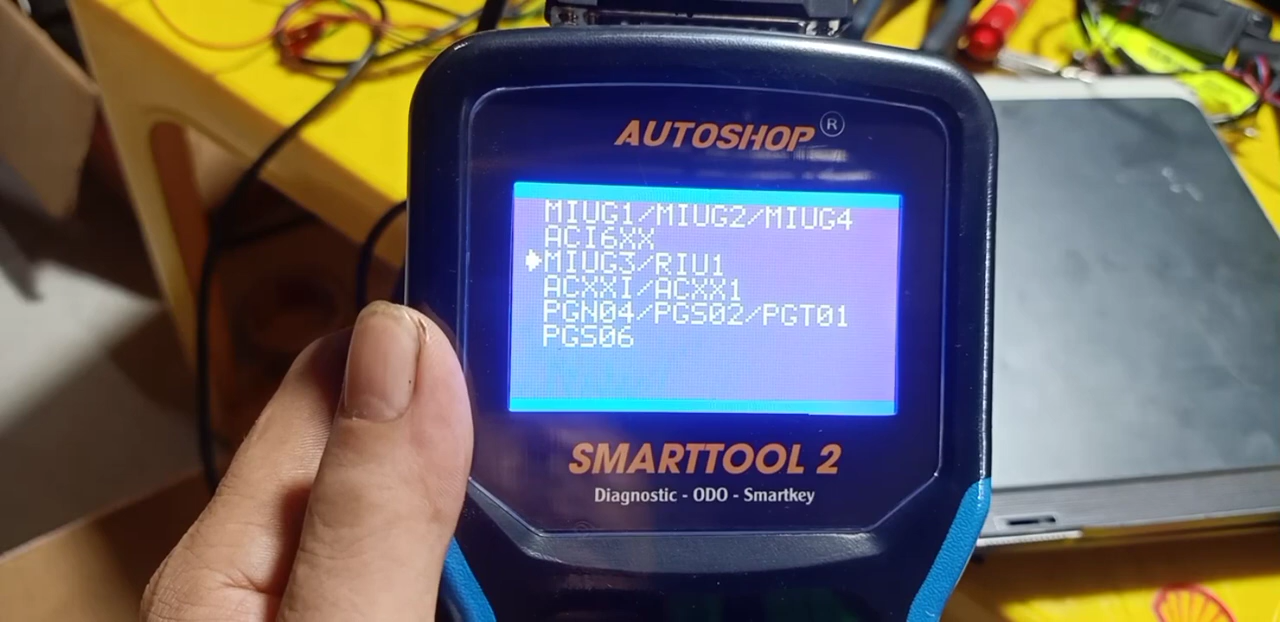 AUTOSHOP ®
MIUG1/MIUG2/MIUG4
ACI6XX
MIUG3/RIU1
ACXXI/ACXX1
PGN04/PGS02/PGT01
PGS06
SMARTTOOL 2
Diagnostic - ODO - Smartkey